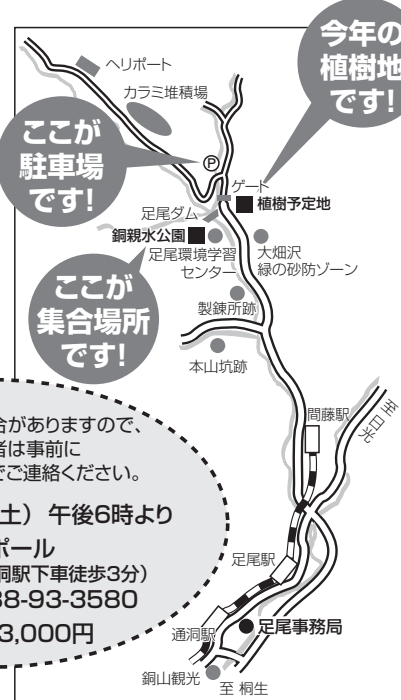 今年の
植樹地
です!
ヘリポート
カラミ堆積場
ここが
駐車場
です!
P
ゲート
植樹予定地
足尾ダム
銅親水公園
足尾環境学習
センター
大畑沢
緑の砂防ゾーン
ここが
集合場所
です!
製錬所跡
本山坑跡
合がありますので、
者は事前に
でご連絡ください。
土) 午後6時より
ポール
洞駅下車徒歩3分)
88-93-3580
3,000円
間藤駅
至日光
足尾駅
通洞駅
足尾事務局
銅山観光
至 桐生